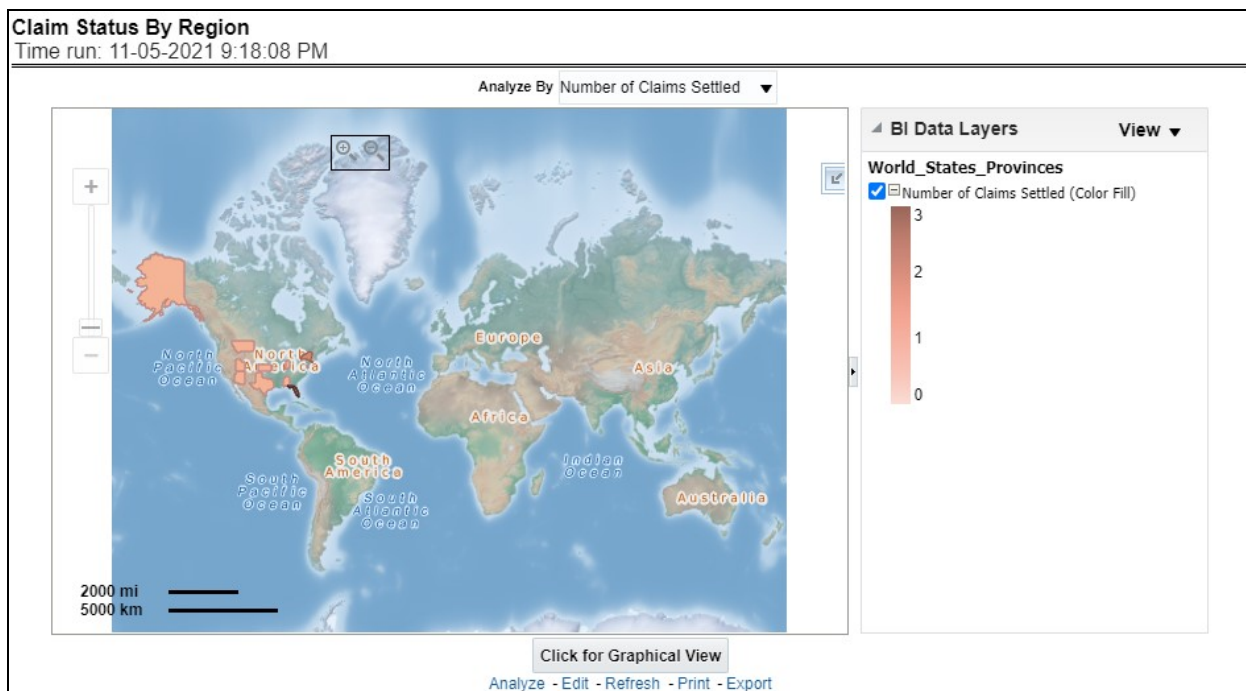 Claim Status By Region
Time run: 11-05-2021 9:18:08 PM
Analyze By Number of Claims Settled
BI Data Layers View
World_States_Provinces
Number of Claims Settled (Color Fill)
3
2
1
0
North
Pacific
Ocean
North
America
North
Atlantic
Ocean
Europe
Asia
Africa
South
America
Indian
Ocean
South
Pacific
Ocean
South
Atlantic
Ocean
Australia
2000 mi
5000 km
Click for Graphical View
Analyze - Edit - Refresh - Print - Export